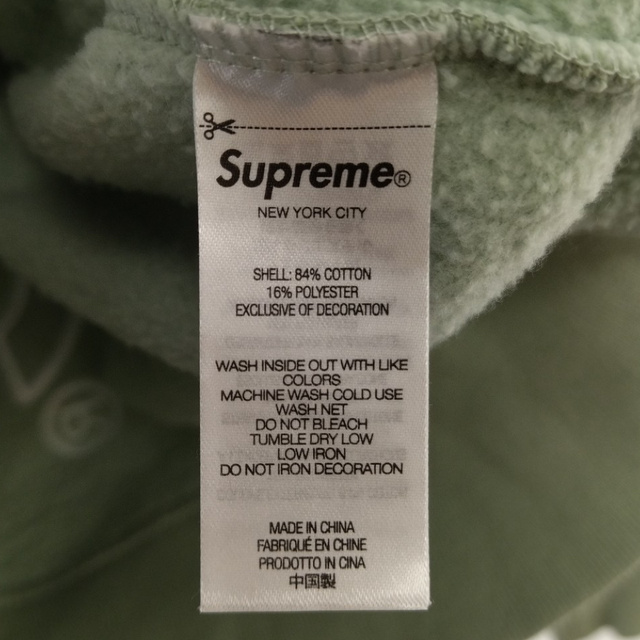 Supreme®
NEW YORK CITY
SHELL: 84% COTTON
16% POLYESTER
EXCLUSIVE OF DECORATION
WASH INSIDE OUT WITH LIKE
COLORS
MACHINE WASH COLD USE
WASH NET
DO NOT BLEACH
TUMBLE DRY LOW
LOW IRON
DO NOT IRON DECORATION
MADE IN CHINA
FABRIQUÉ EN CHINE
PRODOTTO IN CINA
中国製